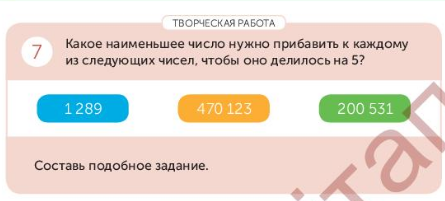 ТВОРЧЕСКАЯ РАБОТА
7 Какое наименьшее число нужно прибавить к каждому
из следующих чисел, чтобы оно делилось на 5?
1 289 470 123 200 531
Составь подобное задание.